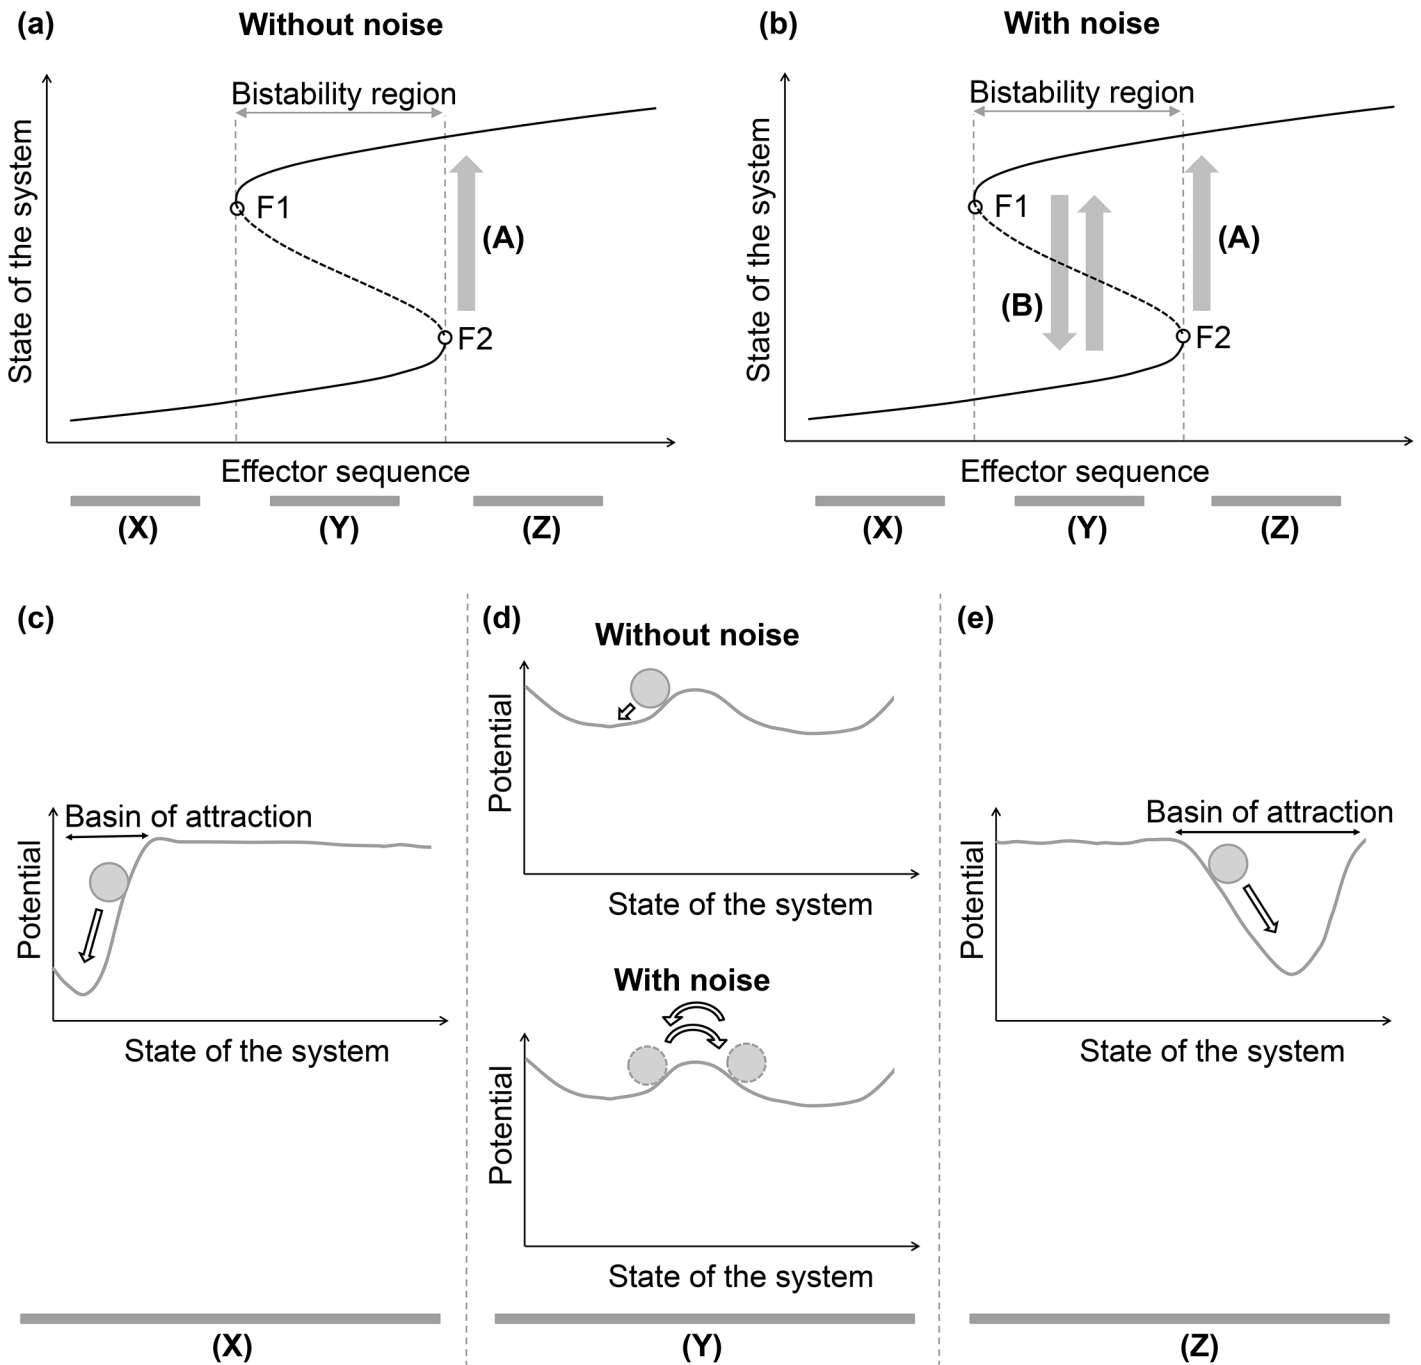 (a)
Without noise
Bistability region
State of the system
F1
(A)
F2
Effector sequence
(X)
(Y)
(Z)
(b)
With noise
Bistability region
State of the system
F1
(A)
(B)
F2
Effector sequence
(X)
(Y)
(Z)
(c)
Basin of attraction
Potential
State of the system
(d)
Without noise
Potential
State of the system
With noise
Potential
State of the system
(e)
Basin of attraction
Potential
State of the system
(X)
(Y)
(Z)